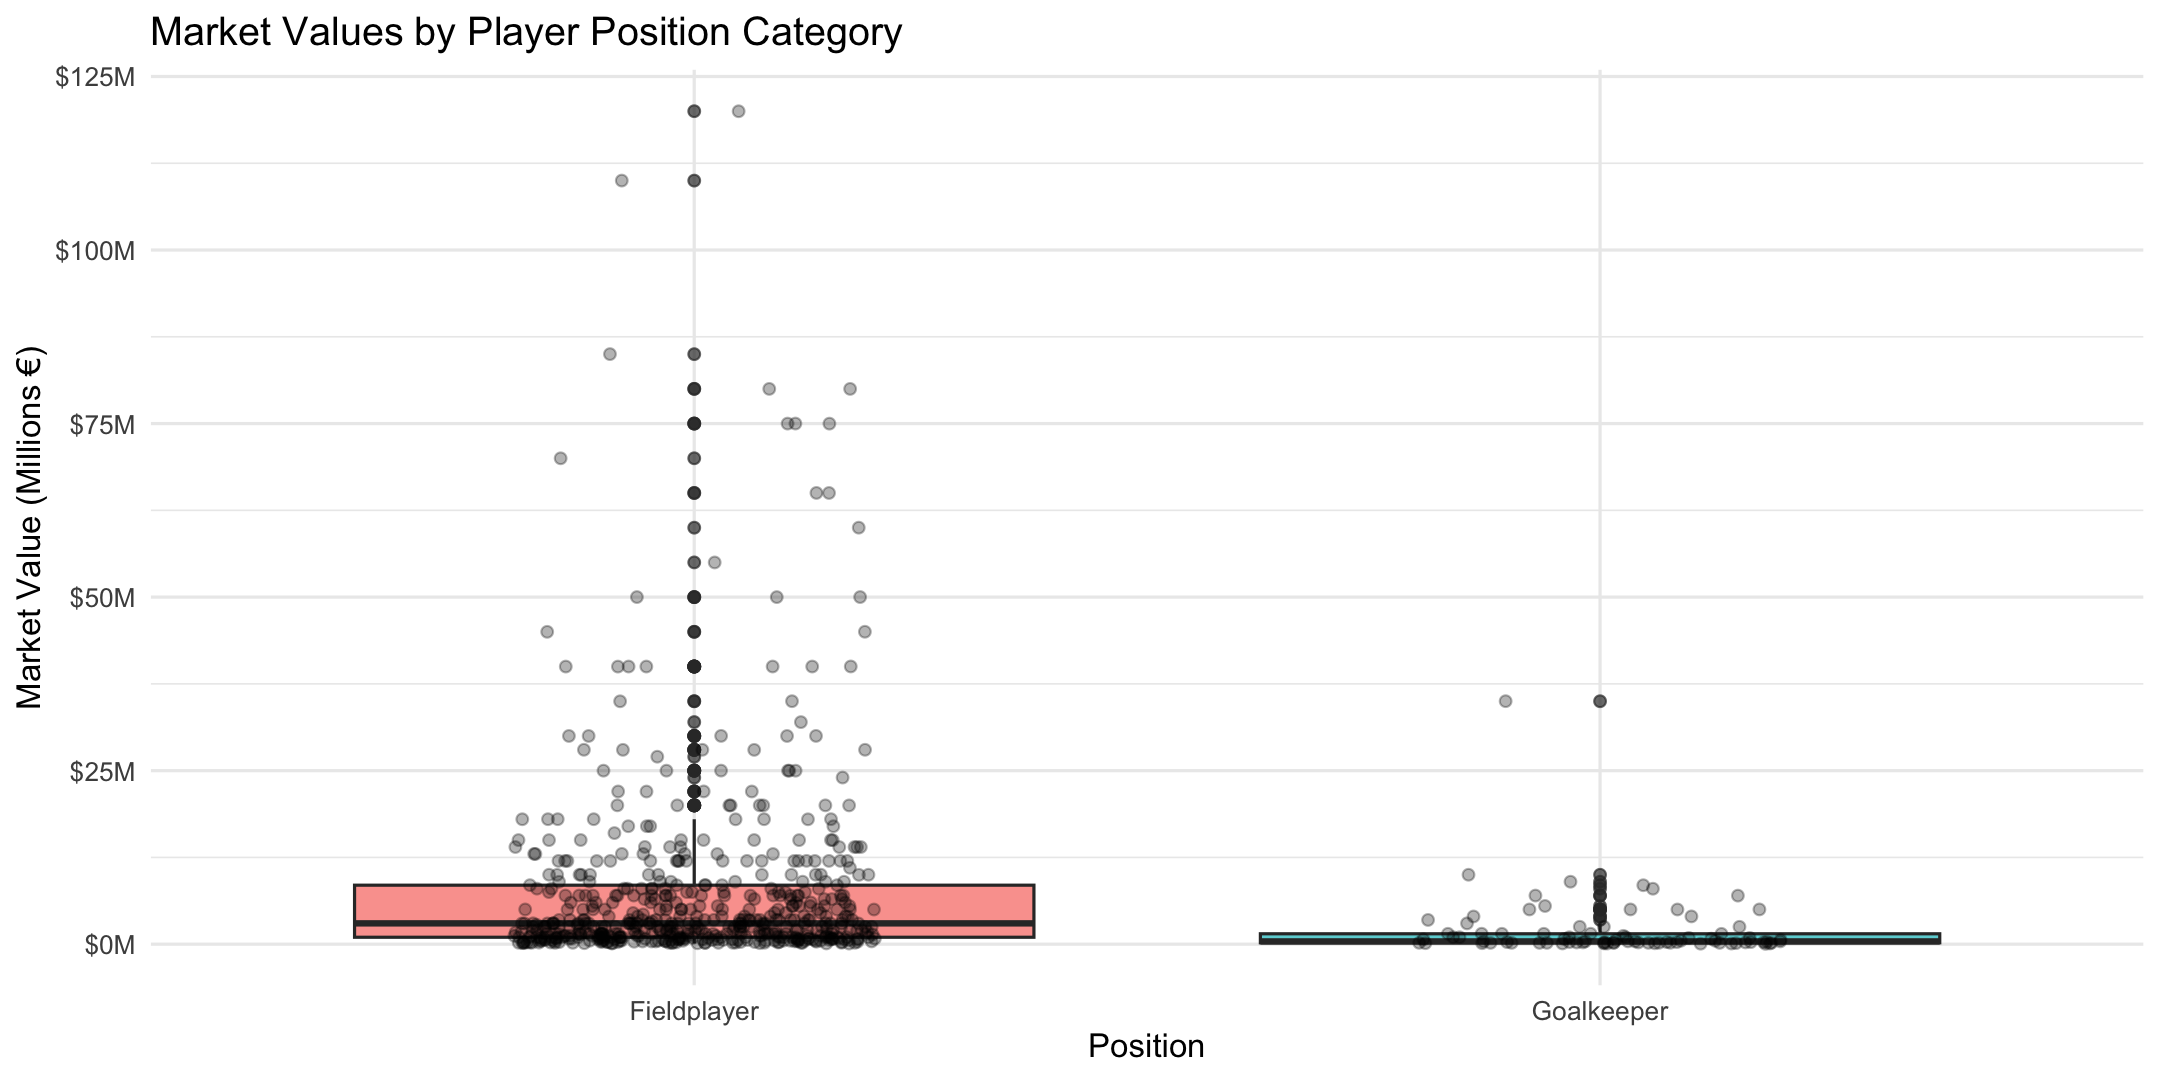 Market Values by Player Position Category
Market Value (Millions €)
$125M
$100M
$75M
$50M
$25M
$0M
Fieldplayer
Goalkeeper
Position